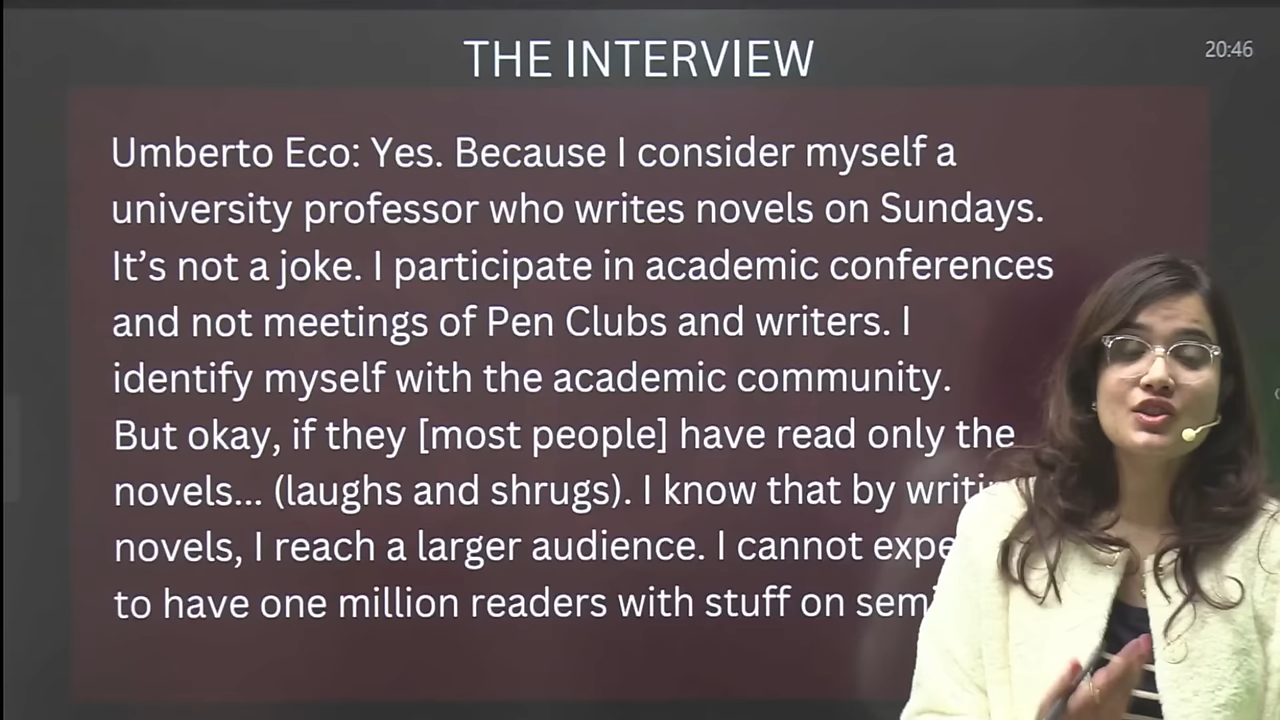 THE INTERVIEW
20:46
Umberto Eco: Yes. Because I consider myself a
university professor who writes novels on Sundays.
It’s not a joke. I participate in academic conferences
and not meetings of Pen Clubs and writers. I
identify myself with the academic community.
But okay, if they [most people] have read only the
novels... (laughs and shrugs). I know that by
novels, I reach a larger audience. I cannot
to have one million readers with stuff on